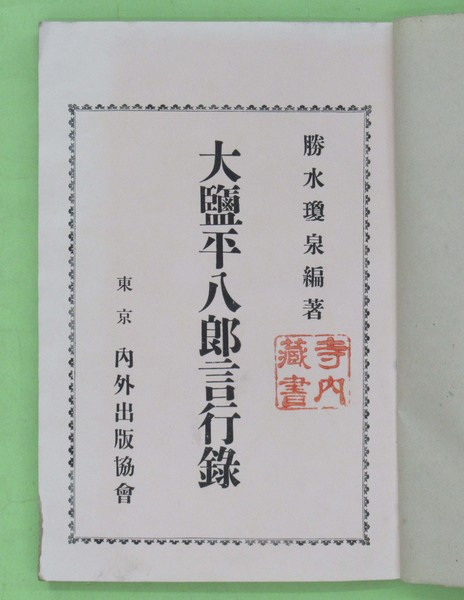 勝水瓊泉編著
寺内
藏書
大鹽平八郎言行錄
東京 內外出版協會